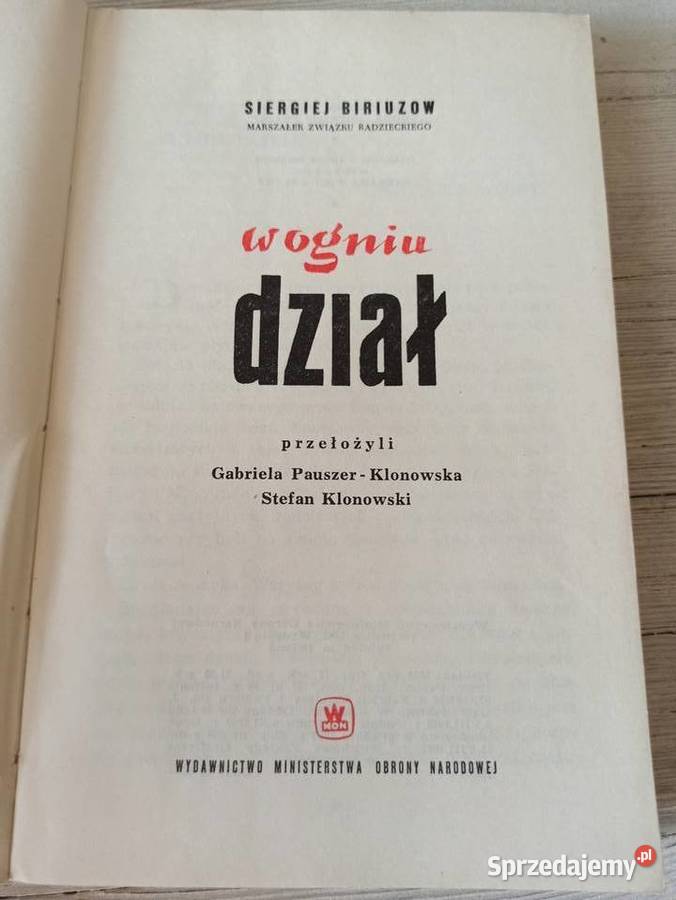 SIERGIEJ BIRIUZOW
MARSZAŁEK ZWIĄZKU RADZIECKIEGO
w ogniu
dział
przełożyli
Gabriela Pauszer-Klonowska
Stefan Klonowski
W
MON
WYDAWNICTWO MINISTERSTWA OBRONY NARODOWEJ
Sprzedajemy.pl